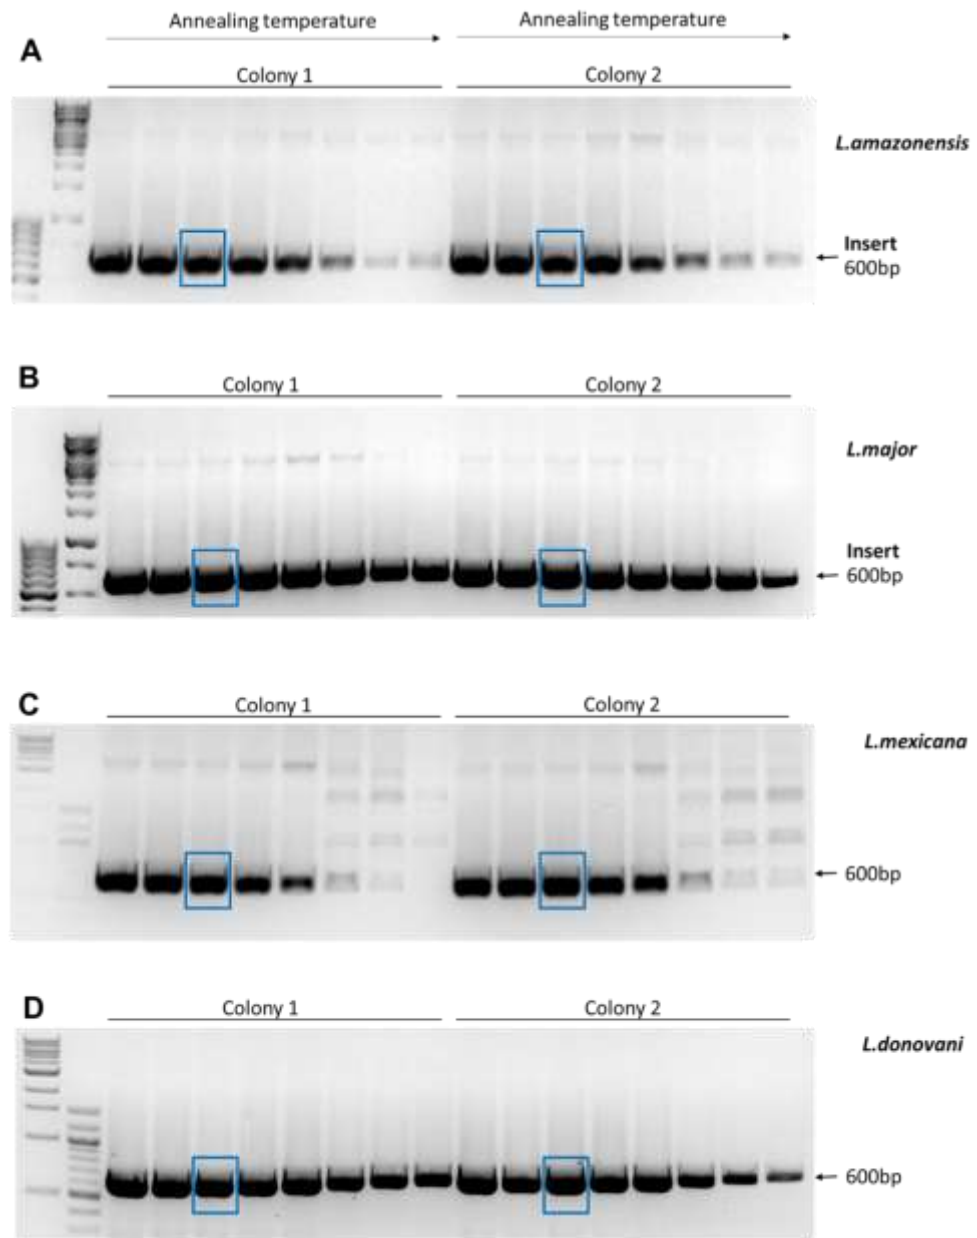 Annealing temperature
Annealing temperature
A
Colony 1
Colony 2
L.amazonensis
Insert
600bp
B
Colony 1
Colony 2
L.major
Insert
600bp
C
Colony 1
Colony 2
L.mexicana
600bp
D
Colony 1
Colony 2
L.donovani
600bp